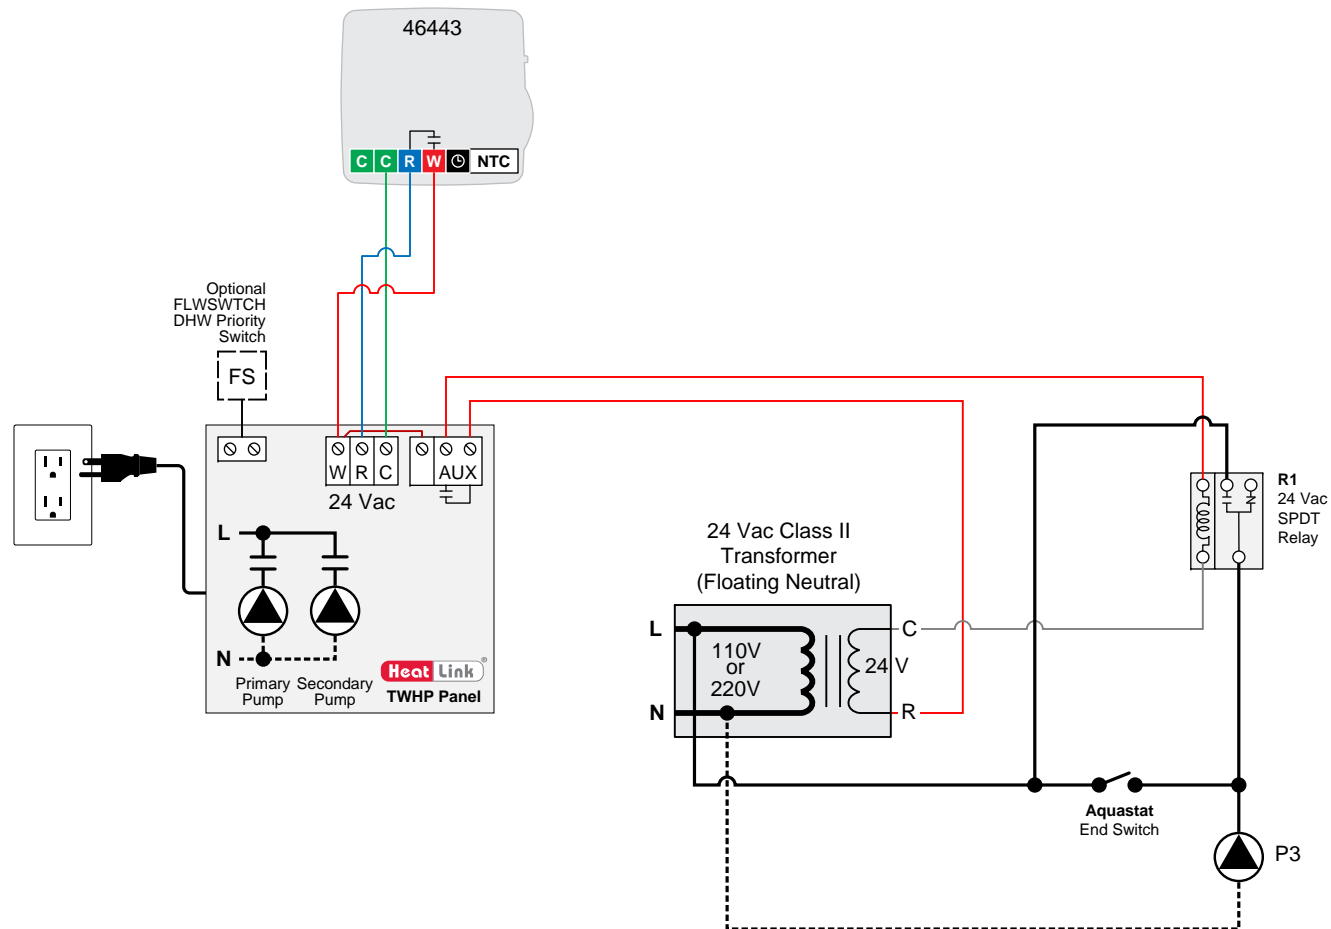 46443
C C R W NTC
Optional
FLWSWTCH
DHW Priority
Switch
FS
W R C
AUX
24 Vac
L
N
Primary
Pump
Secondary
Pump
Heat Link®
TWHP Panel
24 Vac Class II
Transformer
(Floating Neutral)
L
N
110V
or
220V
24 V
C
R
R1
24 Vac
SPDT
Relay
Aquastat
End Switch
P3